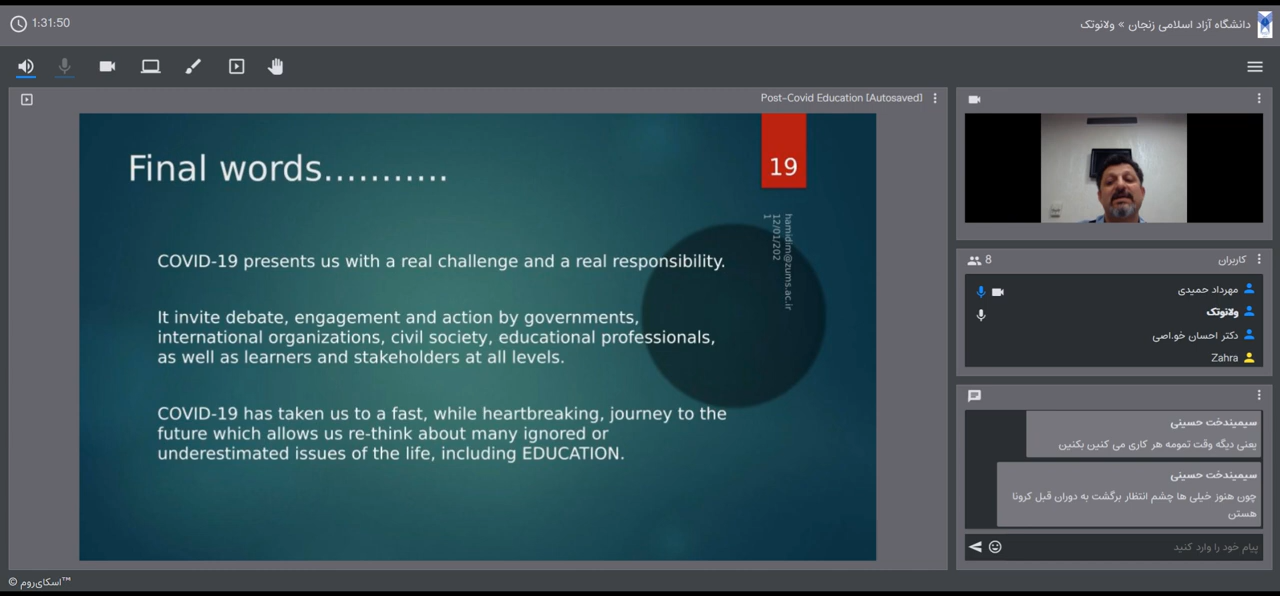 1:31:50
دانشگاه آزاد اسلامی زنجان » ولانوتک
Post-Covid Education [Autosaved]
Final words...........
19
hamidim@zums.ac.ir
12/01/202
1
COVID-19 presents us with a real challenge and a real responsibility.
It invite debate, engagement and action by governments,
international organizations, civil society, educational professionals,
as well as learners and stakeholders at all levels.
COVID-19 has taken us to a fast, while heartbreaking, journey to the
future which allows us re-think about many ignored or
underestimated issues of the life, including EDUCATION.
کاربران
8
مهرداد حمیدی
ولانوتک
دکتر احسان خو.اصی
Zahra
سیمیندخت حسینی
یعنی دیگه وقت تمومه هر کاری می کنین بکنین
سیمیندخت حسینی
چون هنوز خیلی ها چشم انتظار برگشت به دوران قبل کرونا
هستن
پیام خود را وارد کنید
© اسکای‌روم™